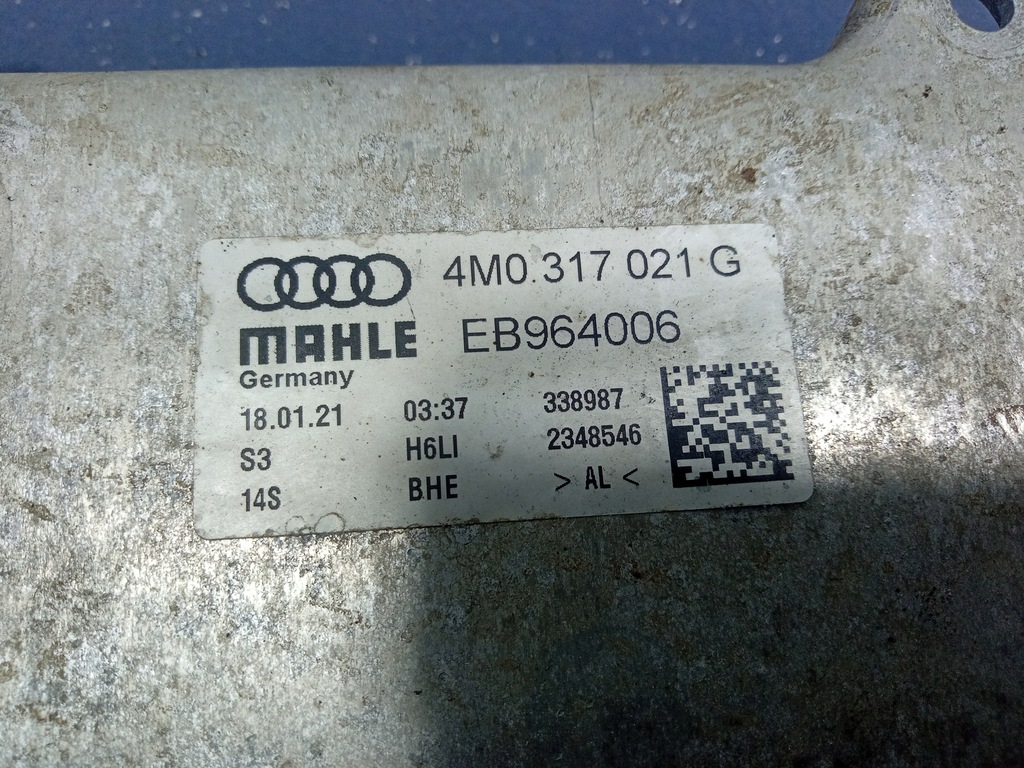 4M0.317 021 G
MAHLE EB964006
Germany
18.01.21 03:37 338987
S3 H6LI 2348546
14S BHE > AL <